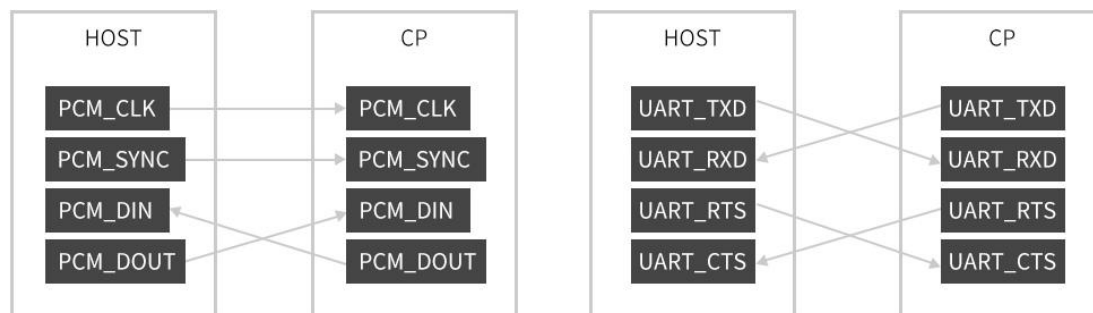 HOST
CP
PCM_CLK
PCM_CLK
PCM_SYNC
PCM_SYNC
PCM_DIN
PCM_DIN
PCM_DOUT
PCM_DOUT
HOST
CP
UART_TXD
UART_TXD
UART_RXD
UART_RXD
UART_RTS
UART_RTS
UART_CTS
UART_CTS